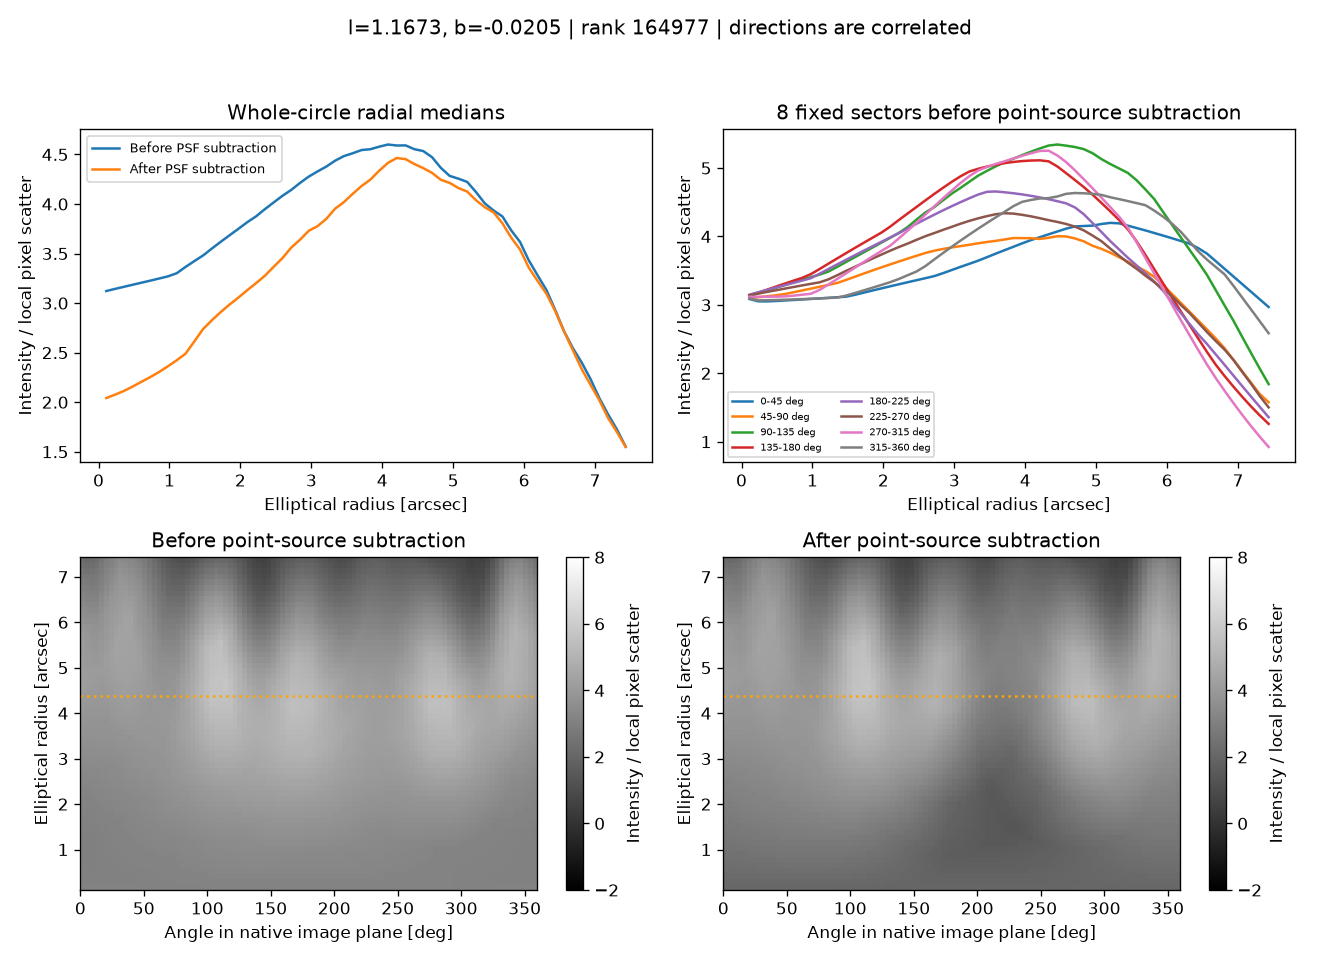 l=1.1673, b=-0.0205 | rank 164977 | directions are correlated
Whole-circle radial medians
Intensity / local pixel scatter
4.5
4.0
3.5
3.0
2.5
2.0
1.5
Before PSF subtraction
After PSF subtraction
0 1 2 3 4 5 6 7
Elliptical radius [arcsec]
8 fixed sectors before point-source subtraction
Intensity / local pixel scatter
5
4
3
2
1
0-45 deg
45-90 deg
90-135 deg
135-180 deg
180-225 deg
225-270 deg
270-315 deg
315-360 deg
0 1 2 3 4 5 6 7
Elliptical radius [arcsec]
Before point-source subtraction
Elliptical radius [arcsec]
7
6
5
4
3
2
1
0 50 100 150 200 250 300 350
Angle in native image plane [deg]
8
6
4
2
0
−2
Intensity / local pixel scatter
After point-source subtraction
Elliptical radius [arcsec]
7
6
5
4
3
2
1
0 50 100 150 200 250 300 350
Angle in native image plane [deg]
8
6
4
2
0
−2
Intensity / local pixel scatter